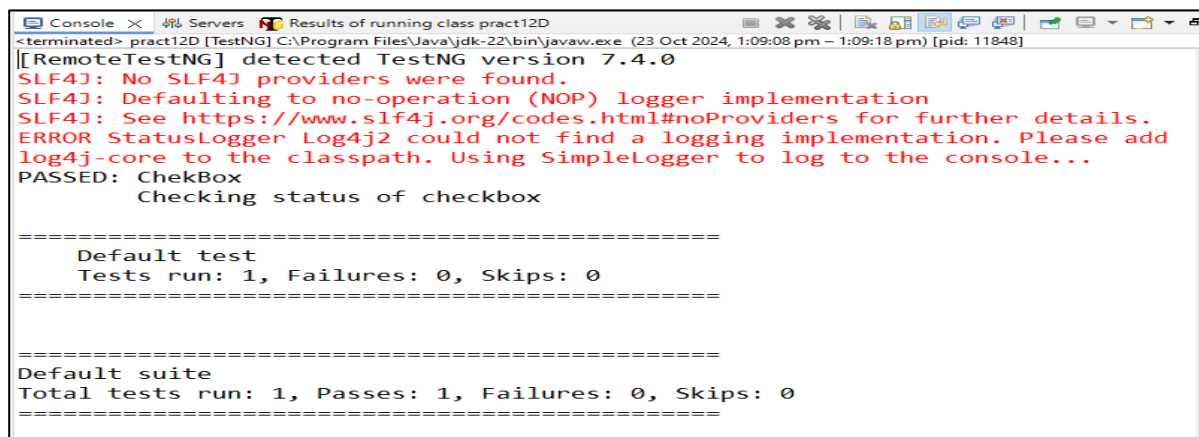 Console Servers Results of running class pract12D
<terminated> pract12D [TestNG] C:\Program Files\Java\jdk-22\bin\javaw.exe (23 Oct 2024, 1:09:08 pm – 1:09:18 pm) [pid: 11848]
[RemoteTestNG] detected TestNG version 7.4.0
SLF4J: No SLF4J providers were found.
SLF4J: Defaulting to no-operation (NOP) logger implementation
SLF4J: See https://www.slf4j.org/codes.html#noProviders for further details.
ERROR StatusLogger Log4j2 could not find a logging implementation. Please add
log4j-core to the classpath. Using SimpleLogger to log to the console...
PASSED: ChekBox
Checking status of checkbox
===============================================
Default test
Tests run: 1, Failures: 0, Skips: 0
===============================================
===============================================
Default suite
Total tests run: 1, Passes: 1, Failures: 0, Skips: 0
===============================================